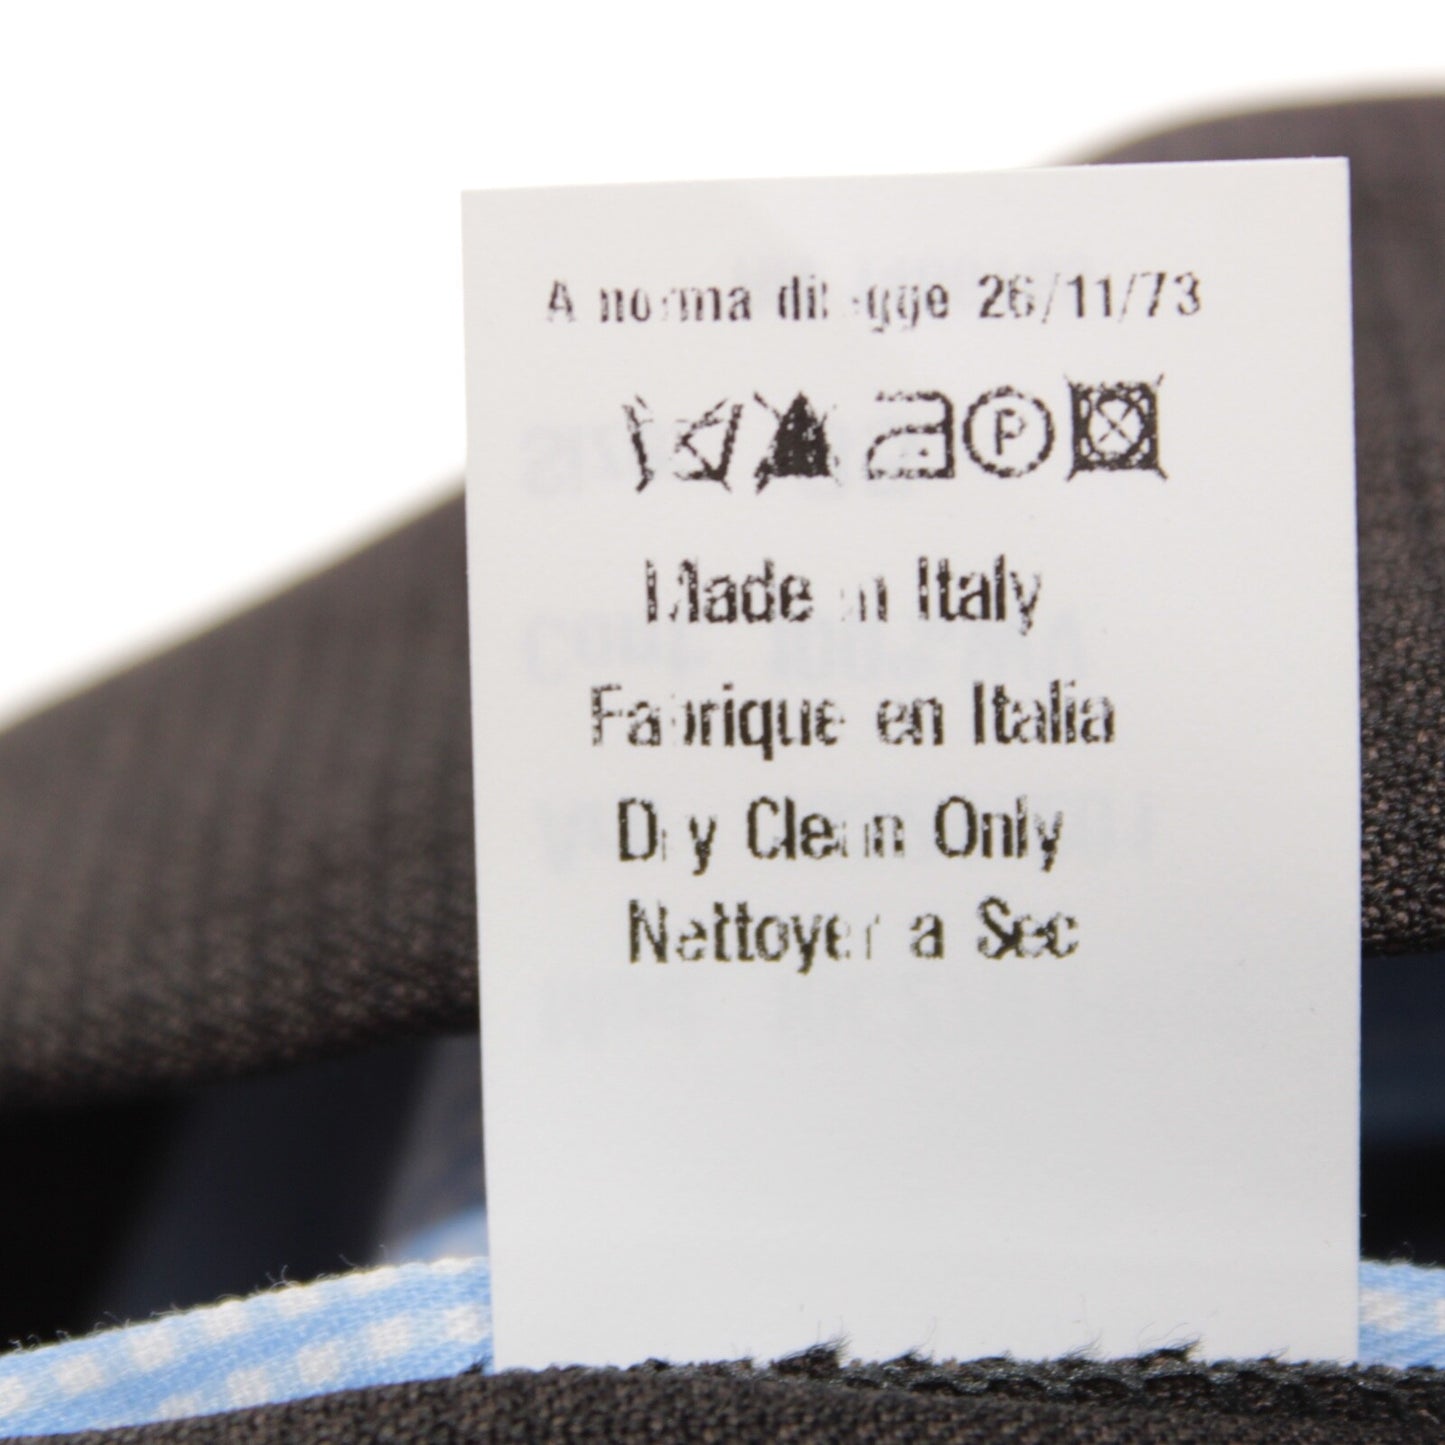 A norma di legge 26/11/73
P
Made in Italy
Fabrique en Italia
Dry Clean Only
Nettoyer a Sec